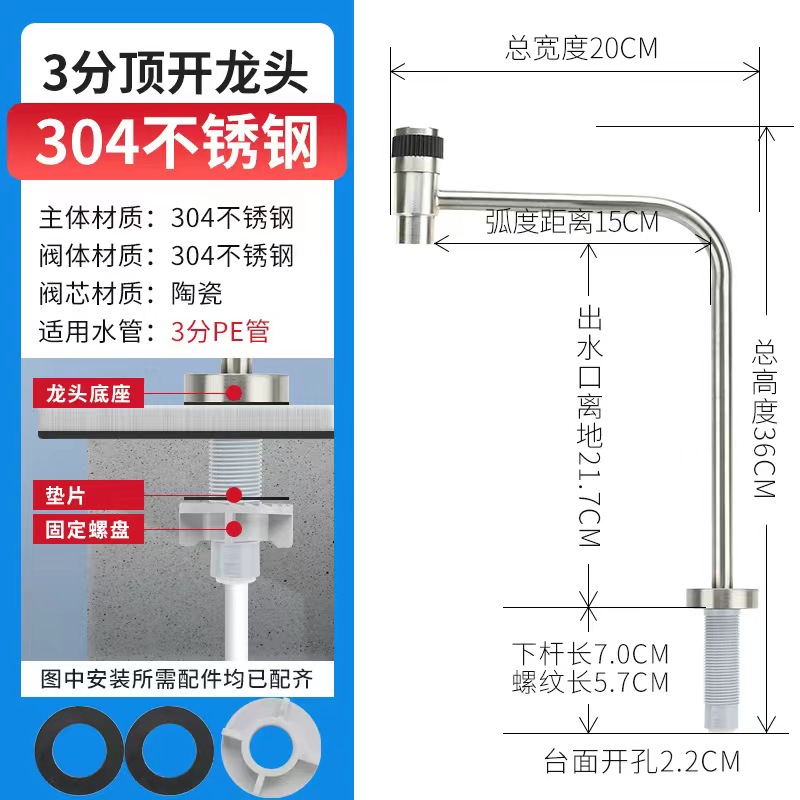 3分顶开龙头
304不锈钢
主体材质：304不锈钢
阀体材质：304不锈钢
阀芯材质：陶瓷
适用水管：3分PE管
龙头底座
垫片
固定螺盘
图中安装所需配件均已配齐
总宽度20CM
弧度距离15CM
出水口离地21.7CM
总高度36CM
下杆长7.0CM
螺纹长5.7CM
台面开孔2.2CM